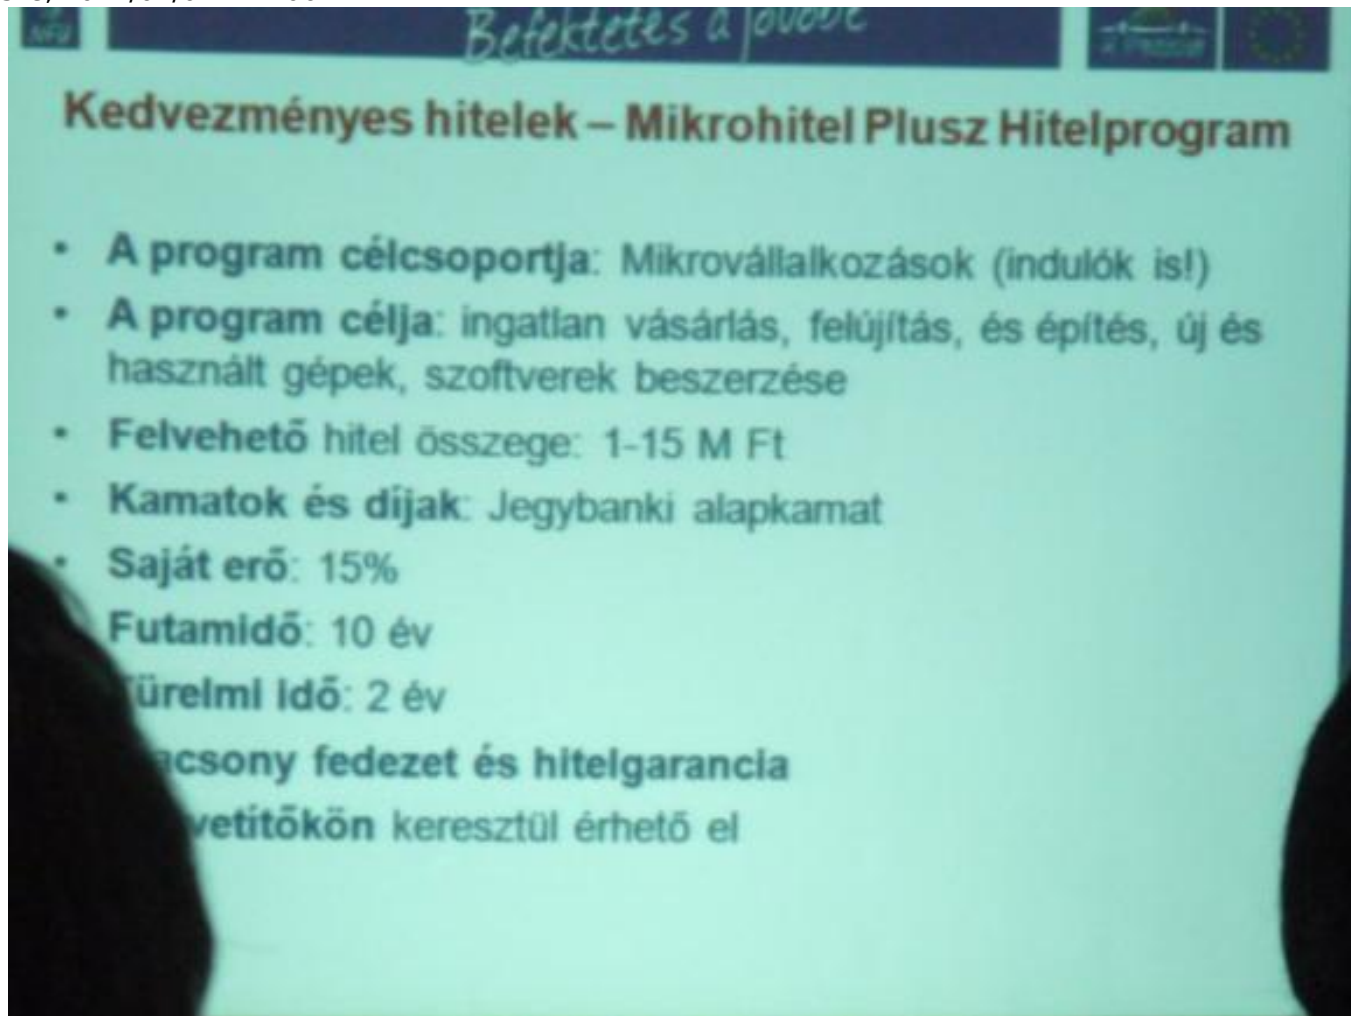 NFÜ
Befektetés a jövőbe
Kedvezményes hitelek – Mikrohitel Plusz Hitelprogram
• A program célcsoportja: Mikrovállalkozások (indulók is!)
• A program célja: ingatlan vásárlás, felújítás, és építés, új és
használt gépek, szoftverek beszerzése
• Felvehető hitel összege: 1-15 M Ft
• Kamatok és díjak: Jegybanki alapkamat
• Saját erő: 15%
Futamidő: 10 év
ürelmi idő: 2 év
acsony fedezet és hitelgarancia
vetítőkön keresztül érhető el